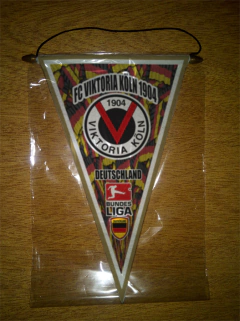 FC VIKTORIA KÖLN 1904
1904
VIKTORIA KÖLN
DEUTSCHLAND
BUNDES
LIGA